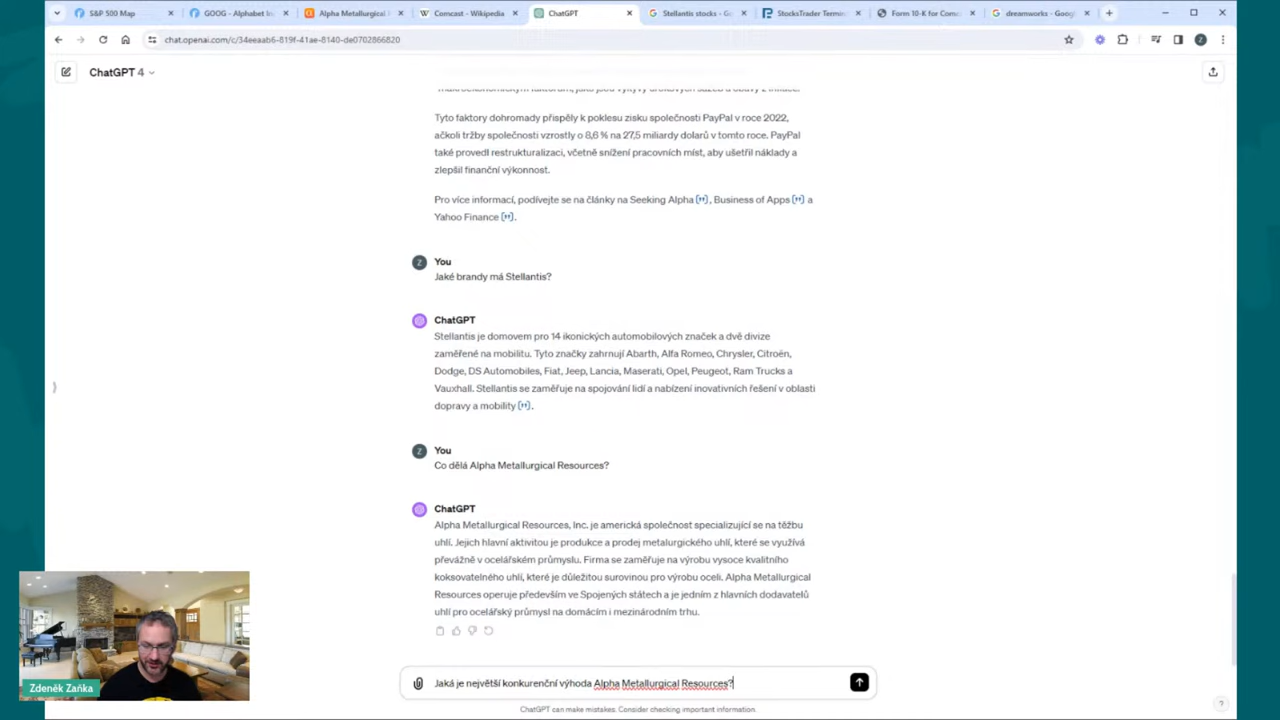 S&P 500 Map
GOOG - Alphabet In
Alpha Metallurgical
Comcast - Wikipedia
ChatGPT
Stellantis stocks - G
StocksTrader Termin
Form 10-K for Com
dreamworks - Goog
chat.openai.com/c/34eeaab6-819f-41ae-8140-de0702866820
ChatGPT 4
makroekonomickým faktorům, jako jsou výkyvy úrokových sazeb a obavy z inflace.
Tyto faktory dohromady přispěly k poklesu zisku společnosti PayPal v roce 2022,
ačkoli tržby společnosti vzrostly o 8,6 % na 27,5 miliardy dolarů v tomto roce. PayPal
také provedl restrukturalizaci, včetně snížení pracovních míst, aby ušetřil náklady a
zlepšil finanční výkonnost.
Pro více informací, podívejte se na články na Seeking Alpha ["], Business of Apps ["] a
Yahoo Finance ["].
Z You
Jaké brandy má Stellantis?
ChatGPT
Stellantis je domovem pro 14 ikonických automobilových značek a dvě divize
zaměřené na mobilitu. Tyto značky zahrnují Abarth, Alfa Romeo, Chrysler, Citroën,
Dodge, DS Automobiles, Fiat, Jeep, Lancia, Maserati, Opel, Peugeot, Ram Trucks a
Vauxhall. Stellantis se zaměřuje na spojování lidí a nabízení inovativních řešení v oblasti
dopravy a mobility ["].
Z You
Co dělá Alpha Metallurgical Resources?
ChatGPT
Alpha Metallurgical Resources, Inc. je americká společnost specializující se na těžbu
uhlí. Jejich hlavní aktivitou je produkce a prodej metalurgického uhlí, které se využívá
převážně v ocelářském průmyslu. Firma se zaměřuje na výrobu vysoce kvalitního
koksovatelného uhlí, které je důležitou surovinou pro výrobu oceli. Alpha Metallurgical
Resources operuje především ve Spojených státech a je jedním z hlavních dodavatelů
uhlí pro ocelářský průmysl na domácím i mezinárodním trhu.
Jaká je největší konkurenční výhoda Alpha Metallurgical Resources?
ChatGPT can make mistakes. Consider checking important information.
?
Zdeněk Zaňka